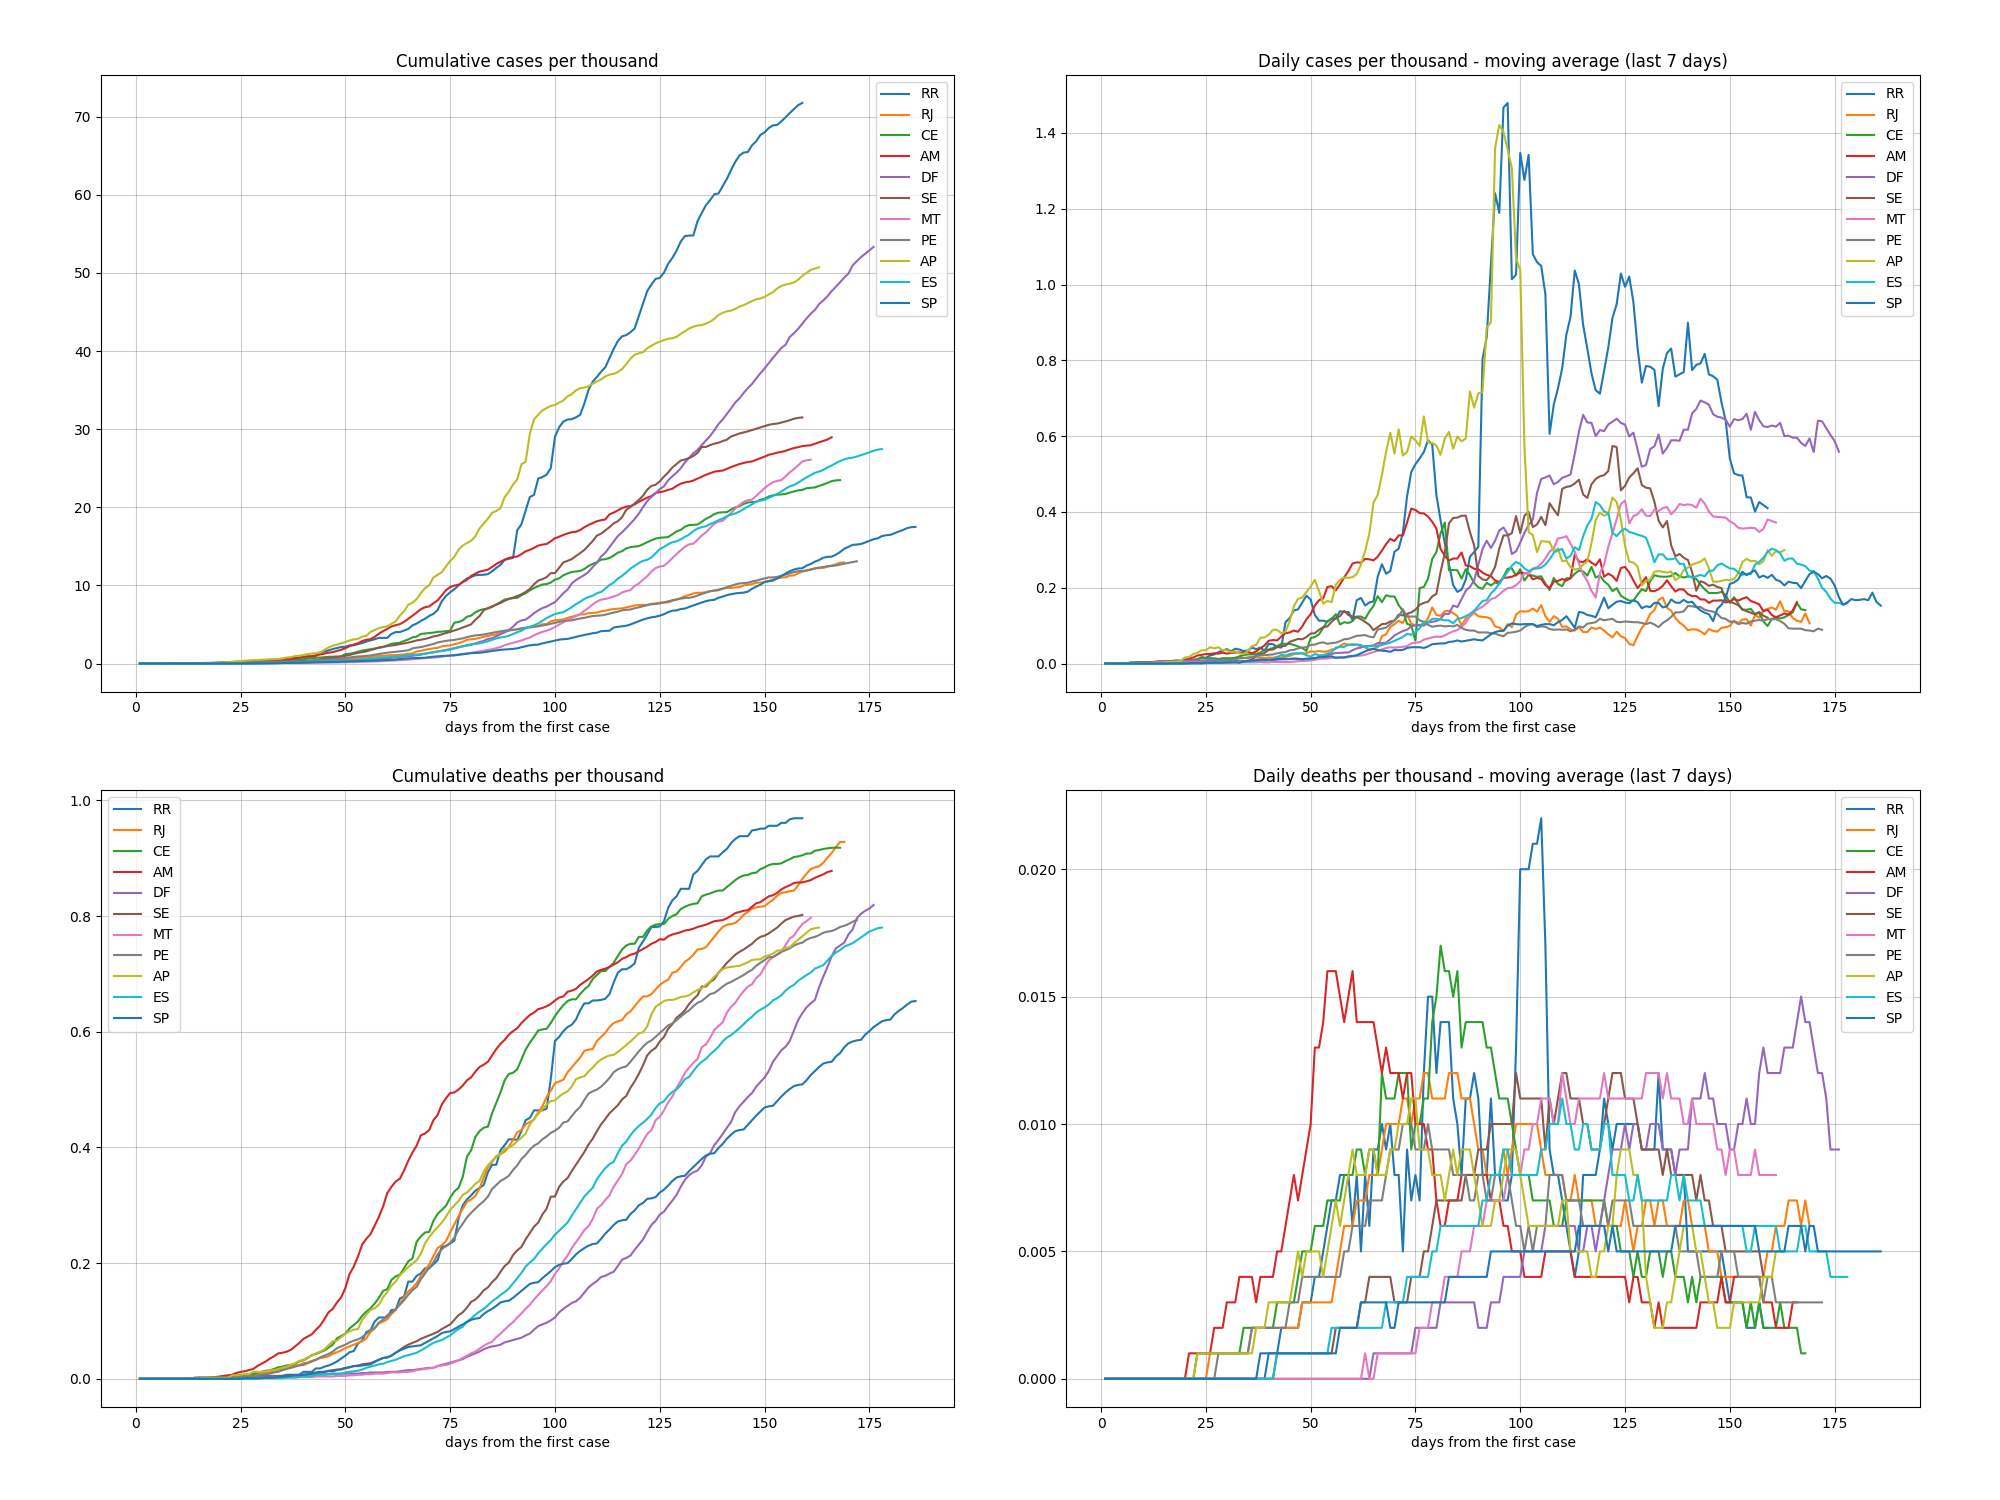 Cumulative cases per thousand
70
60
50
40
30
20
10
0
RR
RJ
CE
AM
DF
SE
MT
PE
AP
ES
SP
0 25 50 75 100 125 150 175
days from the first case
Daily cases per thousand - moving average (last 7 days)
1.4
1.2
1.0
0.8
0.6
0.4
0.2
0.0
RR
RJ
CE
AM
DF
SE
MT
PE
AP
ES
SP
0 25 50 75 100 125 150 175
days from the first case
Cumulative deaths per thousand
1.0
0.8
0.6
0.4
0.2
0.0
RR
RJ
CE
AM
DF
SE
MT
PE
AP
ES
SP
0 25 50 75 100 125 150 175
days from the first case
Daily deaths per thousand - moving average (last 7 days)
0.020
0.015
0.010
0.005
0.000
RR
RJ
CE
AM
DF
SE
MT
PE
AP
ES
SP
0 25 50 75 100 125 150 175
days from the first case